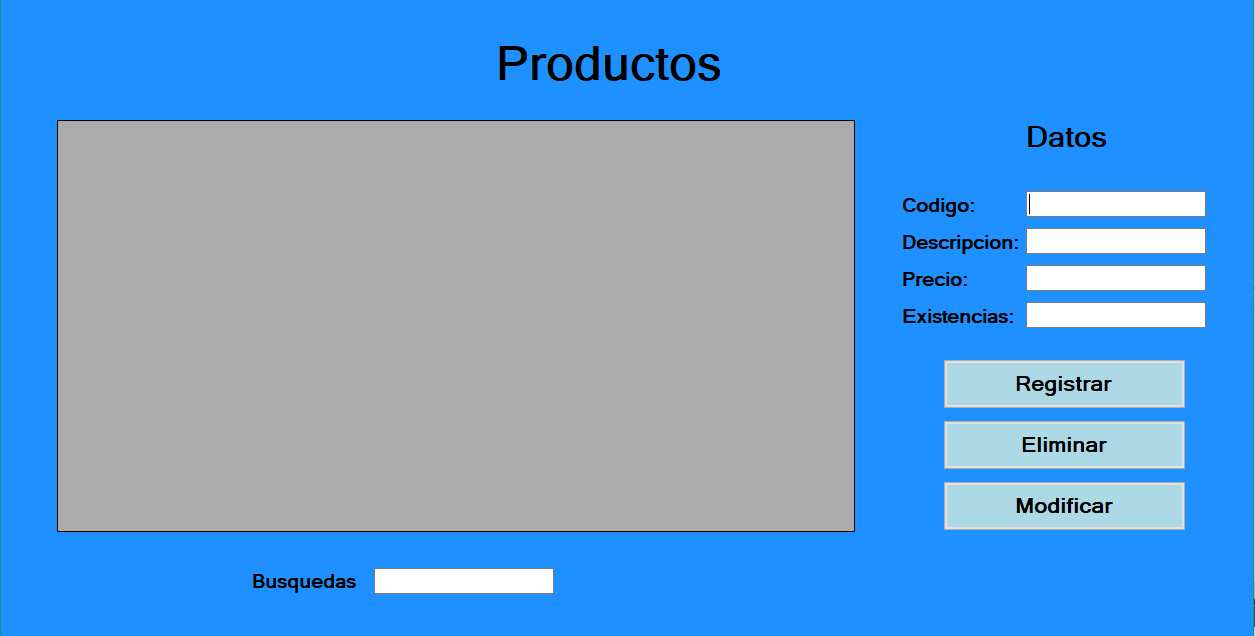 Productos
Datos
Codigo:
Descripcion:
Precio:
Existencias:
Registrar
Eliminar
Modificar
Busquedas